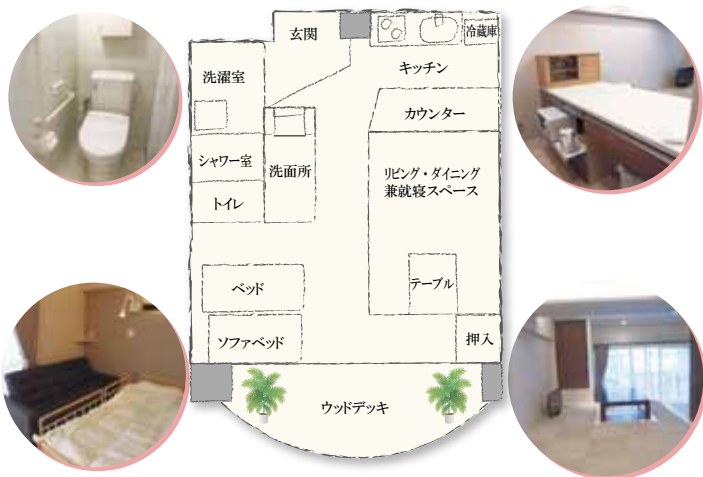 玄関
冷蔵庫
洗濯室
キッチン
カウンター
シャワー室
洗面所
リビング・ダイニング
兼就寝スペース
トイレ
ベッド
テーブル
ソファベッド
押入
ウッドデッキ